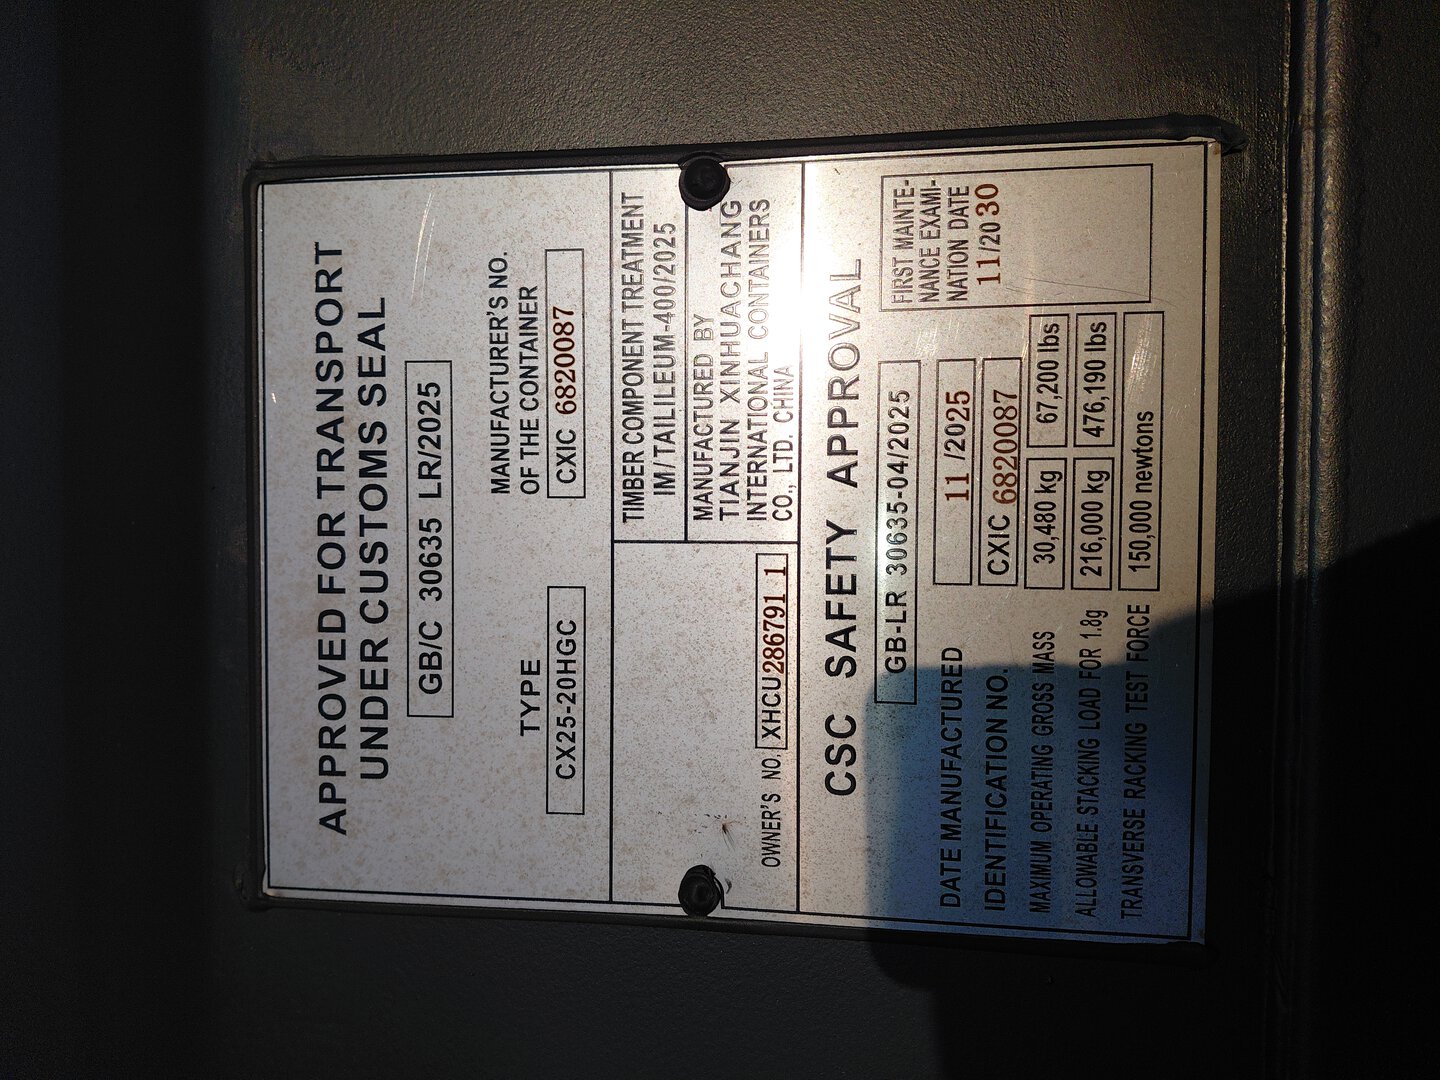 APPROVED FOR TRANSPORT
UNDER CUSTOMS SEAL
GB/C 30635 LR/2025
TYPE
CX25-20HGC
MANUFACTURER'S NO.
OF THE CONTAINER
CXIC 6820087
TIMBER COMPONENT TREATMENT
IM/TAILILEUM-400/2025
MANUFACTURED BY
TIANJIN XINHUACHANG
INTERNATIONAL CONTAINERS
CO., LTD. CHINA
OWNER'S NO. XHCU286791 1
CSC SAFETY APPROVAL
GB-LR 30635-04/2025
DATE MANUFACTURED 11 /2025
IDENTIFICATION NO. CXIC 6820087
MAXIMUM OPERATING GROSS MASS 30,480 kg 67,200 lbs
ALLOWABLE STACKING LOAD FOR 1.8g 216,000 kg 476,190 lbs
TRANSVERSE RACKING TEST FORCE 150,000 newtons
FIRST MAINTE-
NANCE EXAMI-
NATION DATE
11/2030